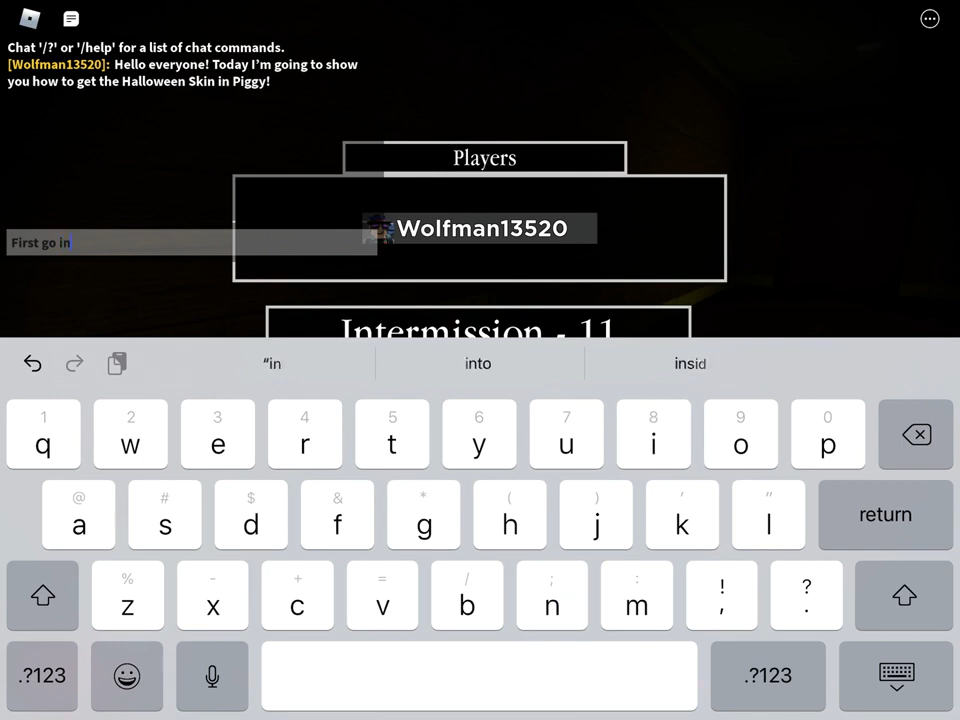 Chat '/?' or '/help' for a list of chat commands.
[Wolfman13520]: Hello everyone! Today I'm going to show
you how to get the Halloween Skin in Piggy!
Players
Wolfman13520
First go in
Intermission - 11
“in into insid
1 2 3 4 5 6 7 8 9 0
q w e r t y u i o p
@ # $ & * ( ) ' "
a s d f g h j k l return
% - + = / ; : ! ?
z x c v b n m , .
.?123 .?123